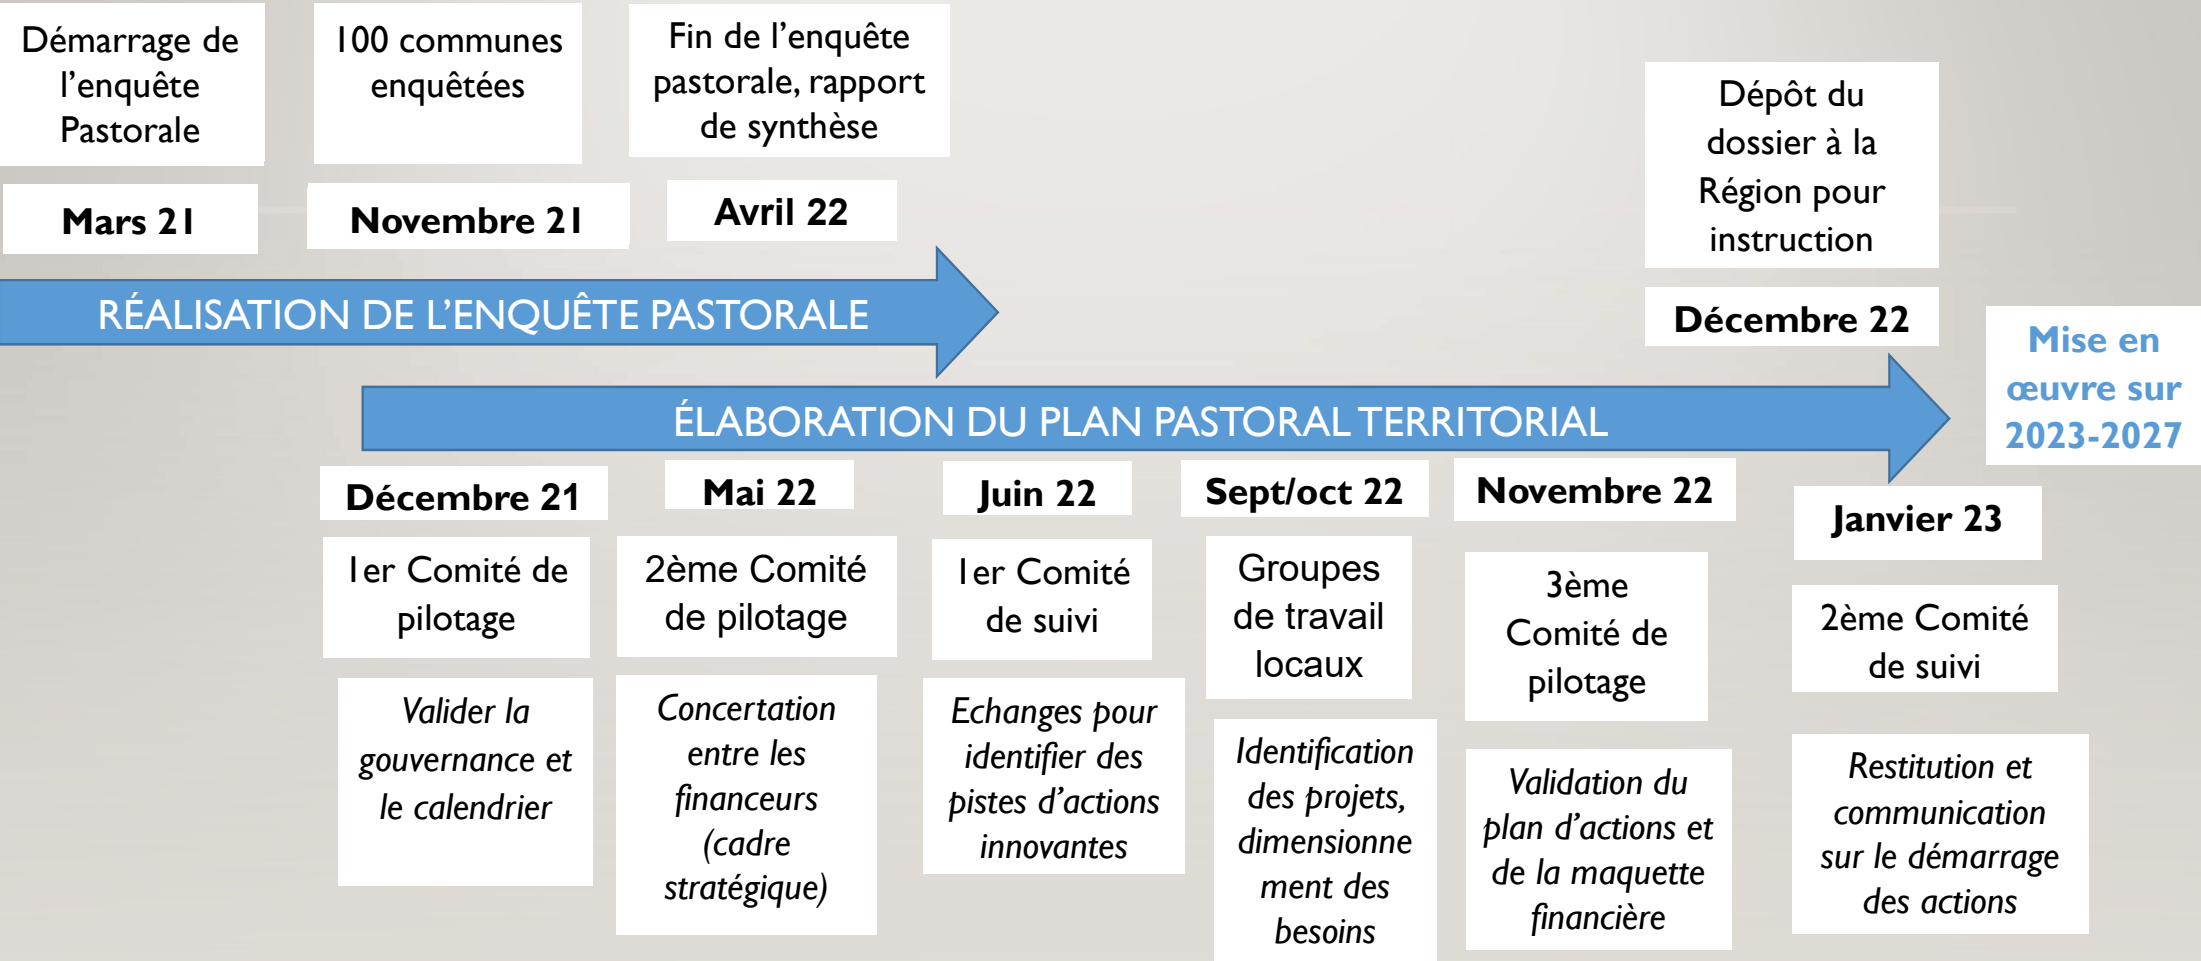 Démarrage de
l’enquête
Pastorale
100 communes
enquêtées
Fin de l’enquête
pastorale, rapport
de synthèse
Dépôt du
dossier à la
Région pour
instruction
Mars 21
Novembre 21
Avril 22
Décembre 22
RÉALISATION DE L’ENQUÊTE PASTORALE
Mise en
œuvre sur
2023-2027
ÉLABORATION DU PLAN PASTORAL TERRITORIAL
Décembre 21
1er Comité de
pilotage
Valider la
gouvernance et
le calendrier
Mai 22
2ème Comité
de pilotage
Concertation
entre les
financeurs
(cadre
stratégique)
Juin 22
1er Comité
de suivi
Echanges pour
identifier des
pistes d’actions
innovantes
Sept/oct 22
Groupes
de travail
locaux
Identification
des projets,
dimensionne
ment des
besoins
Novembre 22
3ème
Comité de
pilotage
Validation du
plan d’actions et
de la maquette
financière
Janvier 23
2ème Comité
de suivi
Restitution et
communication
sur le démarrage
des actions